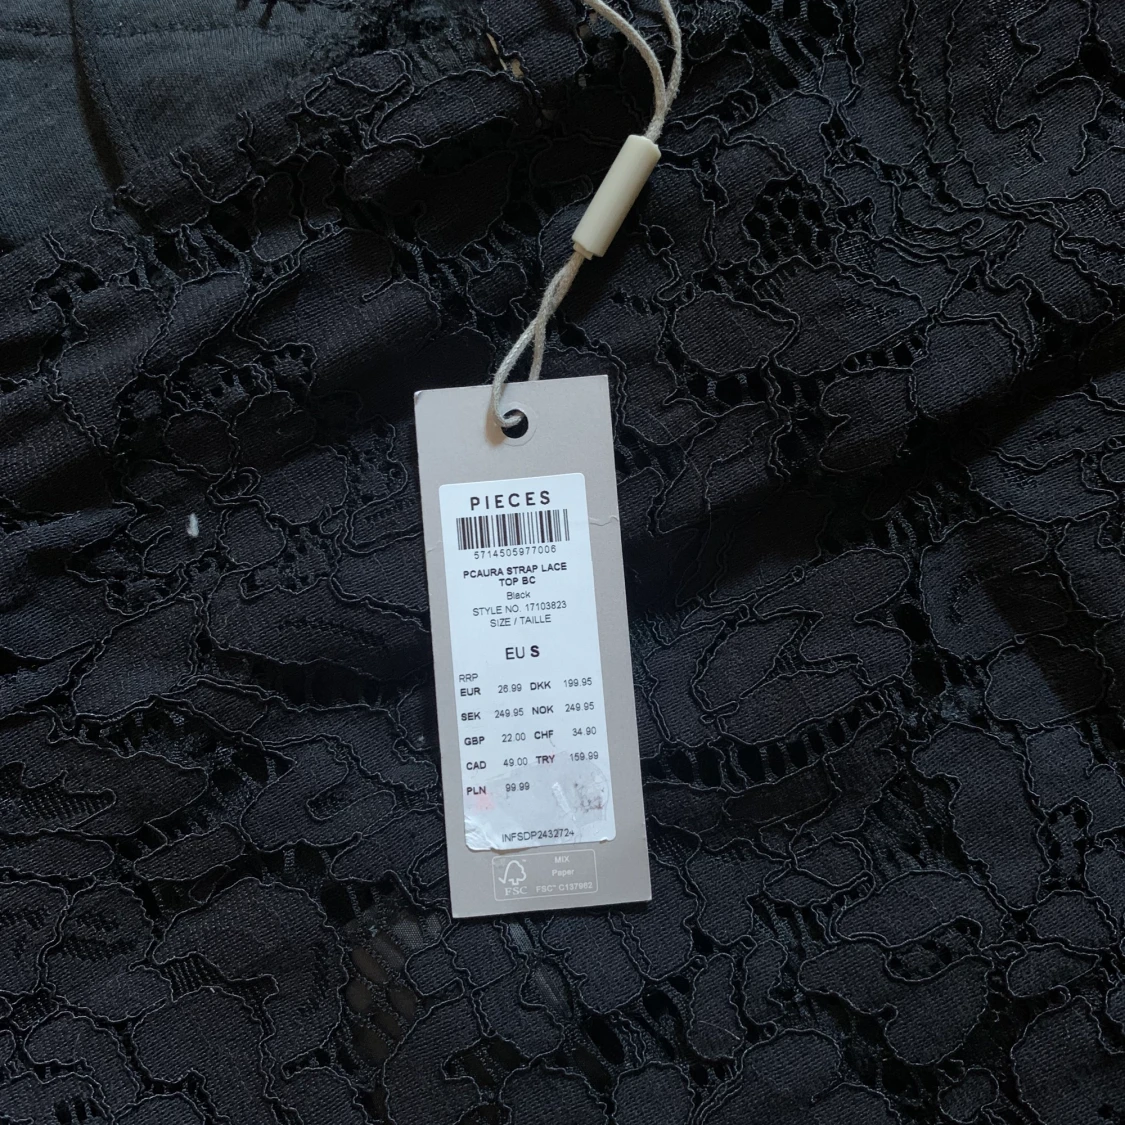 PIECES
5714505977006
PCAURA STRAP LACE
TOP BC
Black
STYLE NO. 17103823
SIZE / TAILLE
EU S
RRP
EUR 26.99 DKK 199.95
SEK 249.95 NOK 249.95
GBP 22.00 CHF 34.90
CAD 49.00 TRY 159.99
PLN 99.99
INFSDP243272+
FSC
MIX
Paper
FSC™ C137962